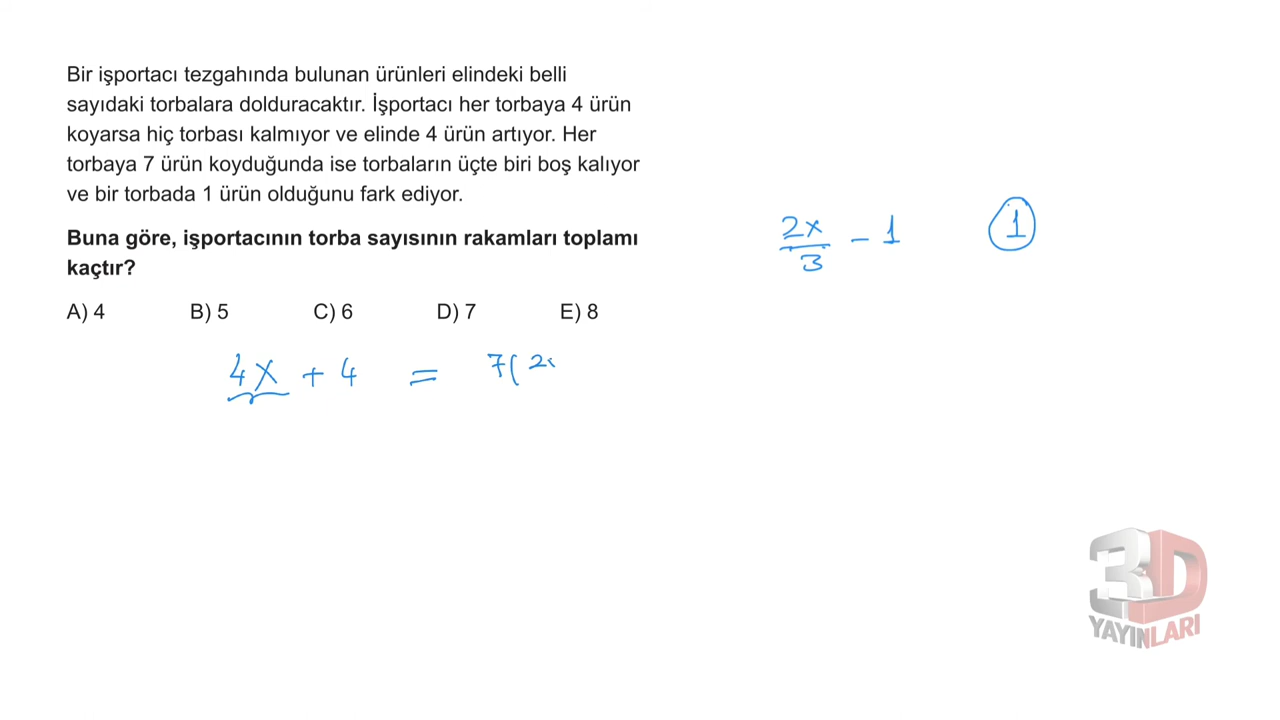 Bir işportacı tezgahında bulunan ürünleri elindeki belli
sayıdaki torbalara dolduracaktır. İşportacı her torbaya 4 ürün
koyarsa hiç torbası kalmıyor ve elinde 4 ürün artıyor. Her
torbaya 7 ürün koyduğunda ise torbaların üçte biri boş kalıyor
ve bir torbada 1 ürün olduğunu fark ediyor.
Buna göre, işportacının torba sayısının rakamları toplamı
kaçtır?
A) 4 B) 5 C) 6 D) 7 E) 8
2x/3 - 1 1
4x + 4 = 7(2
3D
YAYINLARI